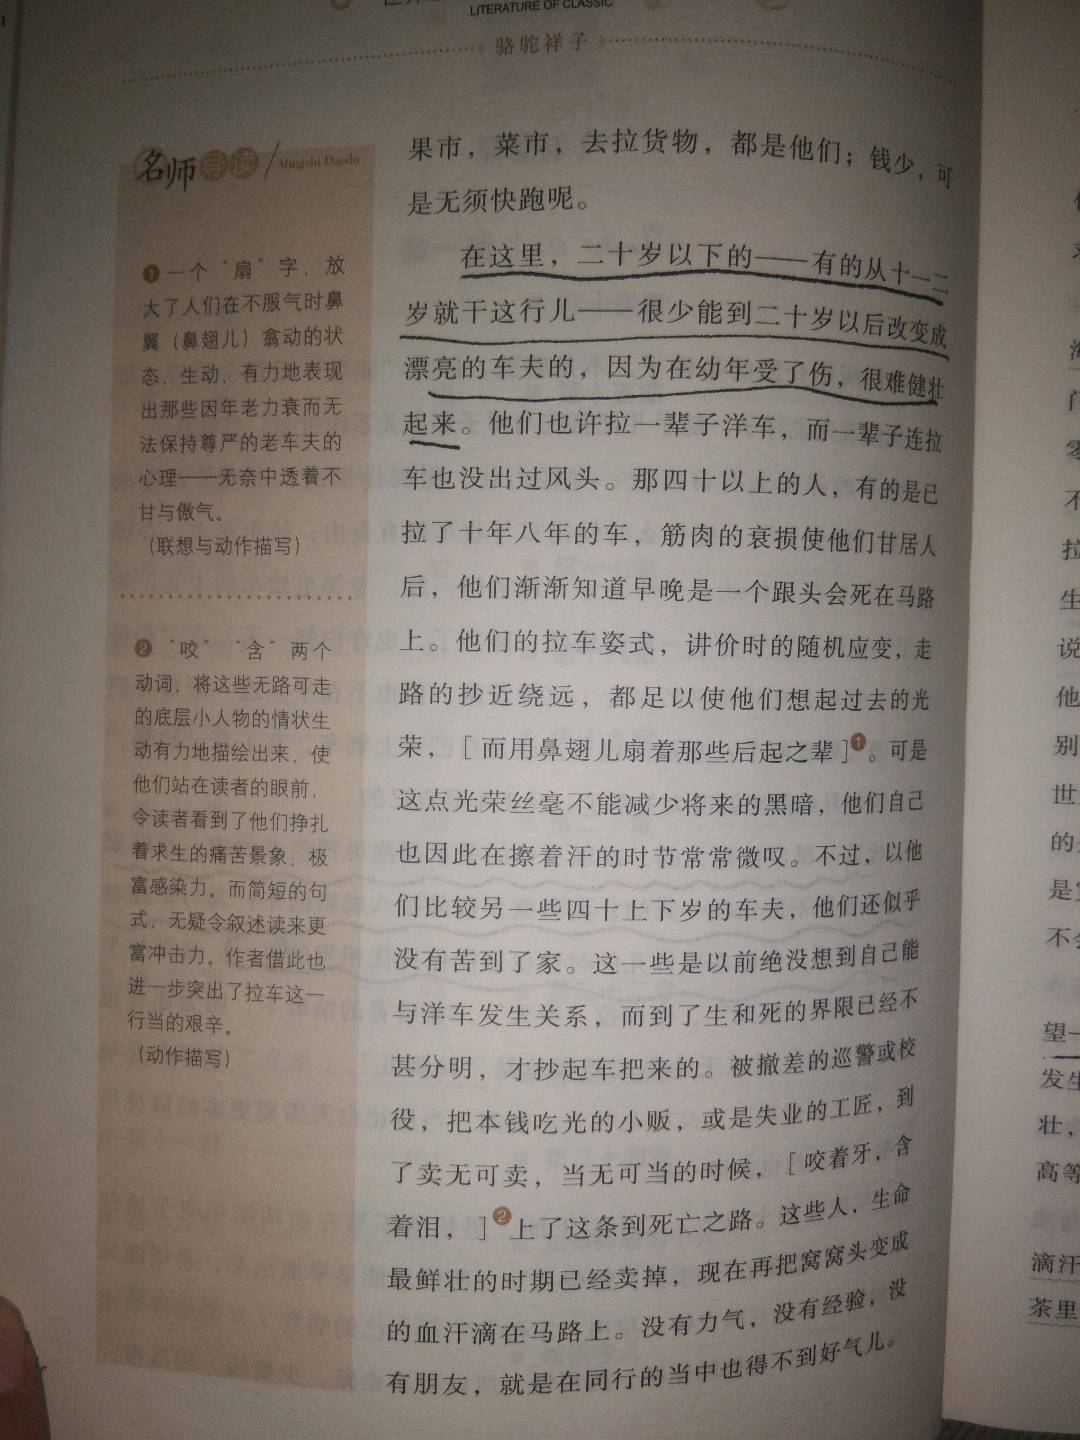 LITERATURE OF CLASSIC
骆驼祥子
名师导读/Mingshi Daodu
❶一个“扇”字，放
大了人们在不服气时鼻
翼（鼻翅儿）翕动的状
态，生动、有力地表现
出那些因年老力衰而无
法保持尊严的老车夫的
心理——无奈中透着不
甘与傲气。
（联想与动作描写）
❷“咬”“含”两个
动词，将这些无路可走
的底层小人物的情状生
动有力地描绘出来，使
他们站在读者的眼前，
令读者看到了他们挣扎
着求生的痛苦景象，极
富感染力。而简短的句
式，无疑令叙述读来更
富冲击力。作者借此也
进一步突出了拉车这一
行当的艰辛。
（动作描写）
果市，菜市，去拉货物，都是他们；钱少，可
是无须快跑呢。
在这里，二十岁以下的——有的从十一二
岁就干这行儿——很少能到二十岁以后改变成
漂亮的车夫的，因为在幼年受了伤，很难健壮
起来。他们也许拉一辈子洋车，而一辈子连拉
车也没出过风头。那四十以上的人，有的是已
拉了十年八年的车，筋肉的衰损使他们甘居人
后，他们渐渐知道早晚是一个跟头会死在马路
上。他们的拉车姿式，讲价时的随机应变，走
路的抄近绕远，都足以使他们想起过去的光
荣，[而用鼻翅儿扇着那些后起之辈]❶。可是
这点光荣丝毫不能减少将来的黑暗，他们自己
也因此在擦着汗的时节常常微叹。不过，以他
们比较另一些四十上下岁的车夫，他们还似乎
没有苦到了家。这一些是以前绝没想到自己能
与洋车发生关系，而到了生和死的界限已经不
甚分明，才抄起车把来的。被撤差的巡警或校
役，把本钱吃光的小贩，或是失业的工匠，到
了卖无可卖，当无可当的时候，[咬着牙，含
着泪，]❷上了这条到死亡之路。这些人，生命
最鲜壮的时期已经卖掉，现在再把窝窝头变成
的血汗滴在马路上。没有力气，没有经验，没
有朋友，就是在同行的当中也得不到好气儿。
门
零
不
拉
生
说
他
别
世
的
是
不
望一
发生
壮，
高等
滴汗
茶里